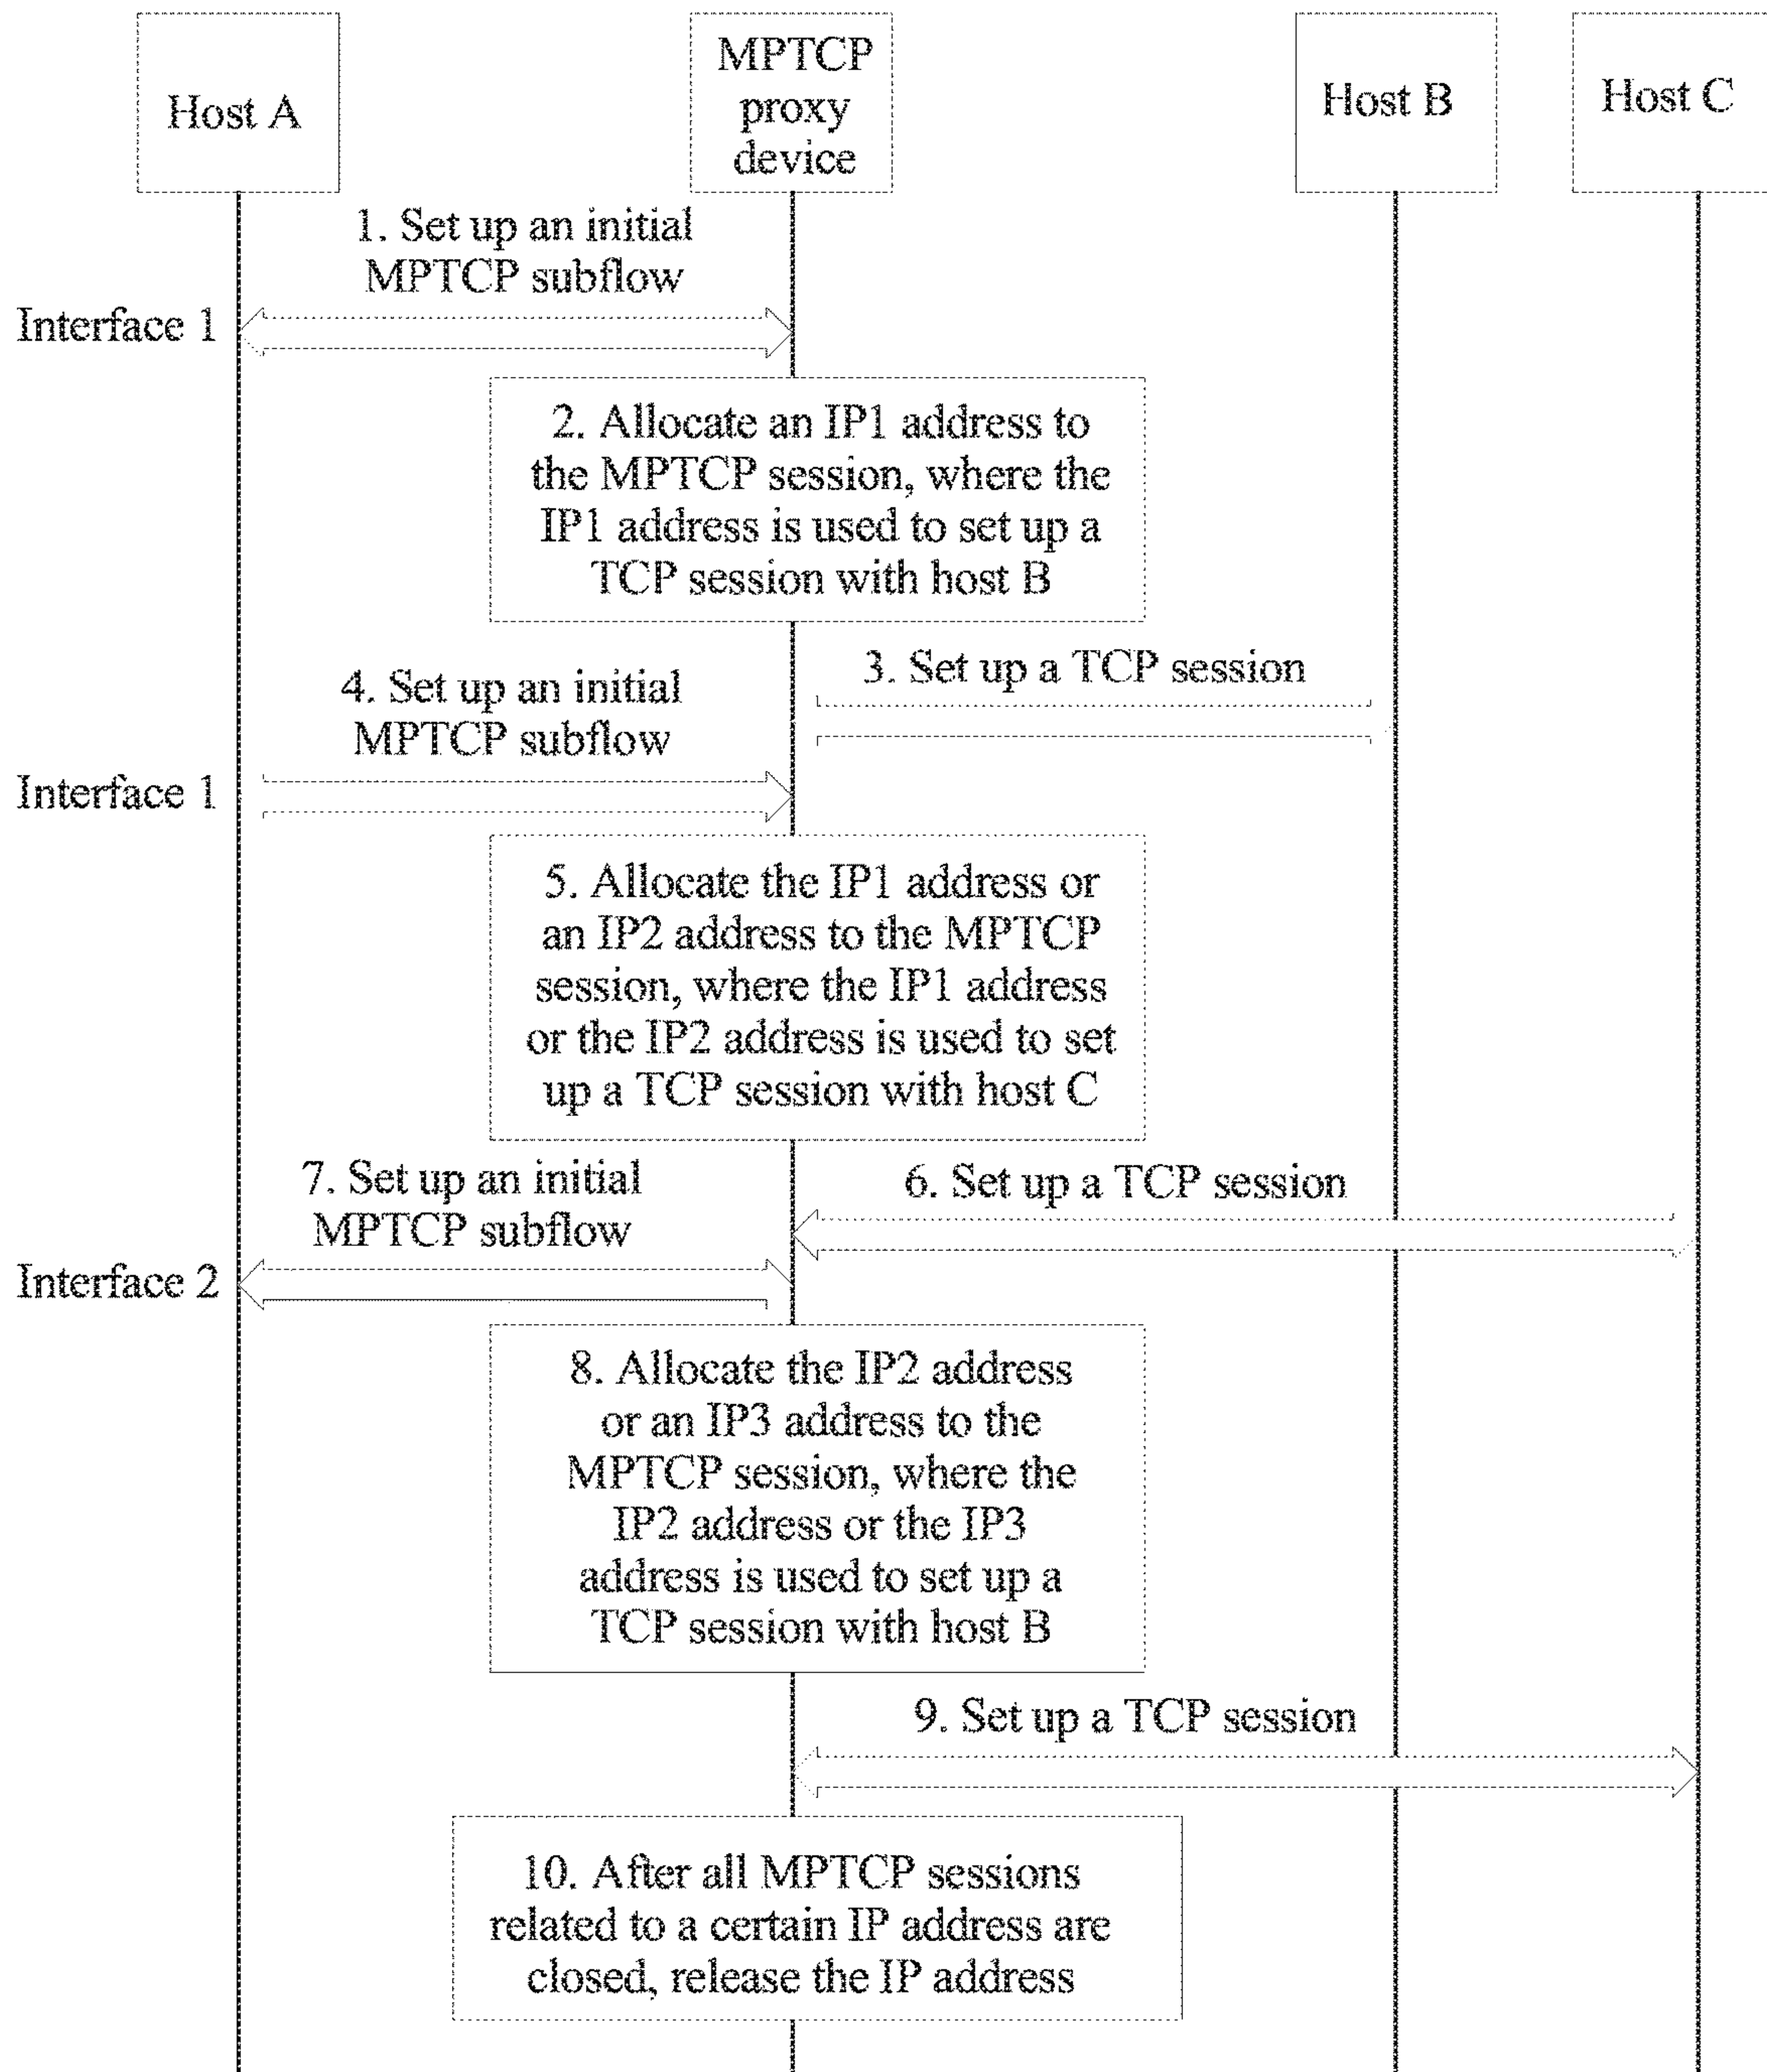 Host A
MPTCP
proxy
device
Host B
Host C
1. Set up an initial
MPTCP subflow
Interface 1
2. Allocate an IP1 address to
the MPTCP session, where the
IP1 address is used to set up a
TCP session with host B
3. Set up a TCP session
4. Set up an initial
MPTCP subflow
Interface 1
5. Allocate the IP1 address or
an IP2 address to the MPTCP
session, where the IP1 address
or the IP2 address is used to set
up a TCP session with host C
6. Set up a TCP session
7. Set up an initial
MPTCP subflow
Interface 2
8. Allocate the IP2 address
or an IP3 address to the
MPTCP session, where the
IP2 address or the IP3
address is used to set up a
TCP session with host B
9. Set up a TCP session
10. After all MPTCP sessions
related to a certain IP address are
closed, release the IP address